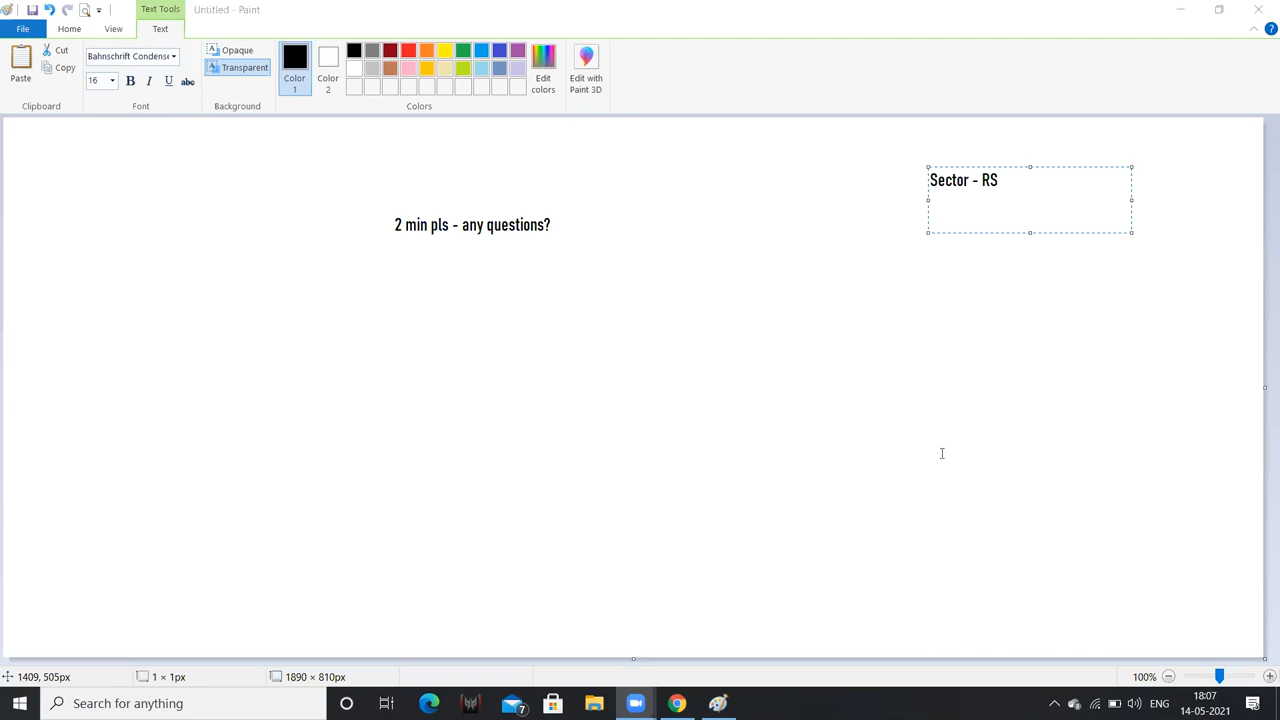 Text Tools
Untitled - Paint
File
Home
View
Text
Paste
Cut
Copy
Clipboard
Bahnschrift Condense
16
B I U abc
Font
Opaque
Transparent
Background
Color 1
Color 2
Colors
Edit colors
Edit with Paint 3D
Sector - RS
2 min pls - any questions?
1409, 505px
1 × 1px
1890 × 810px
100%
Search for anything
7
ENG
18:07
14-05-2021